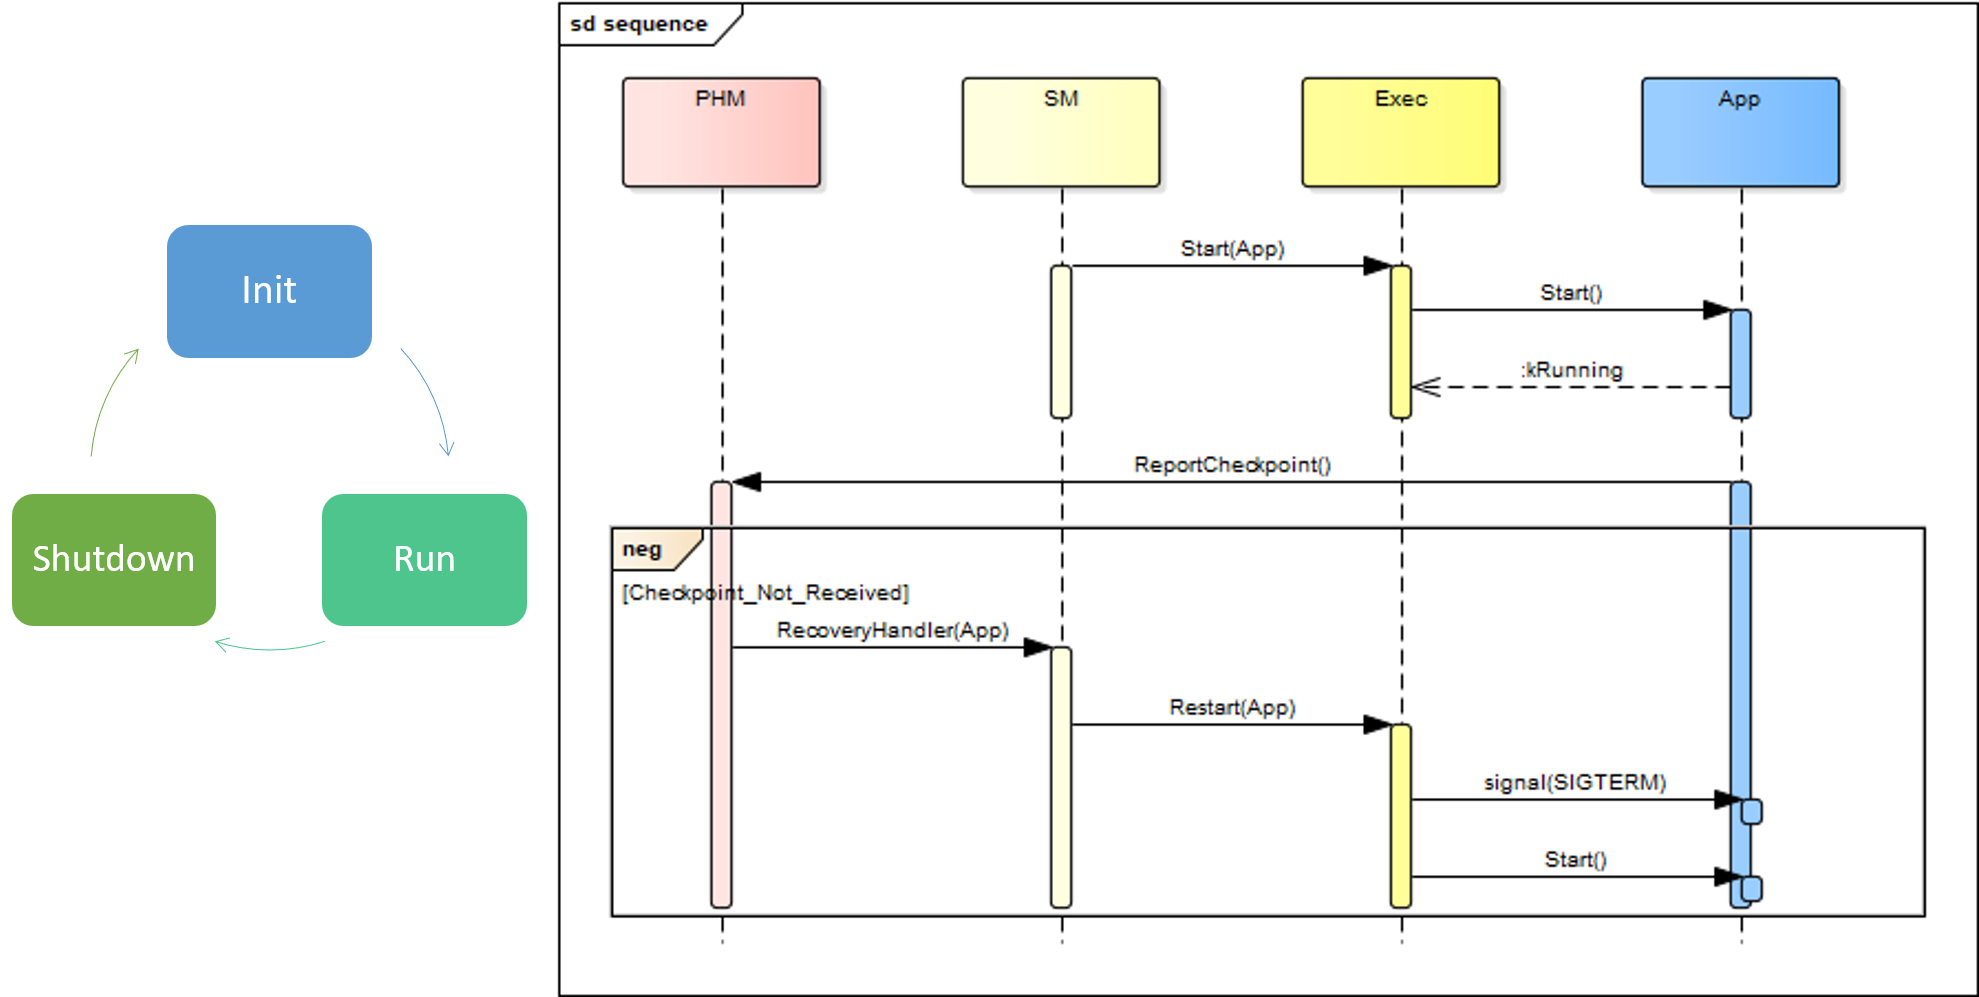 Init
Shutdown
Run
sd sequence
PHM
SM
Exec
App
Start(App)
Start()
:kRunning
ReportCheckpoint()
neg
[Checkpoint_Not_Received]
RecoveryHandler(App)
Restart(App)
signal(SIGTERM)
Start()